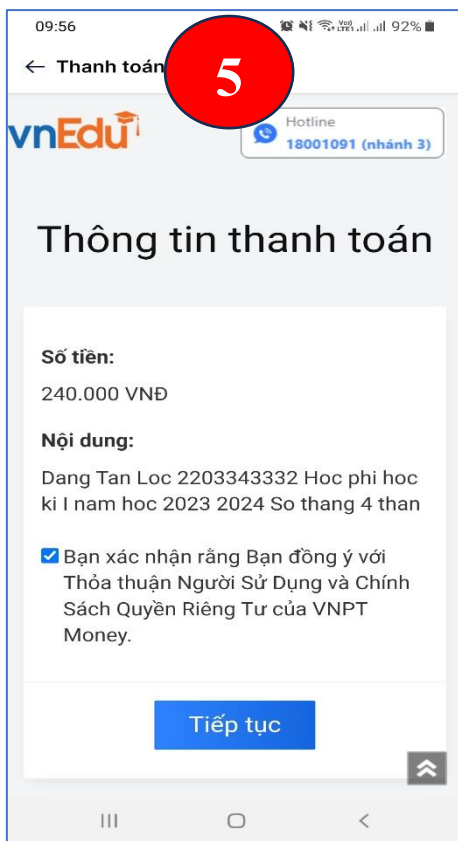 09:56 92%
← Thanh toán
5
vnEdu
Hotline
18001091 (nhánh 3)
Thông tin thanh toán
Số tiền:
240.000 VNĐ
Nội dung:
Dang Tan Loc 2203343332 Hoc phi hoc
ki I nam hoc 2023 2024 So thang 4 than
Bạn xác nhận rằng Bạn đồng ý với
Thỏa thuận Người Sử Dụng và Chính
Sách Quyền Riêng Tư của VNPT
Money.
Tiếp tục